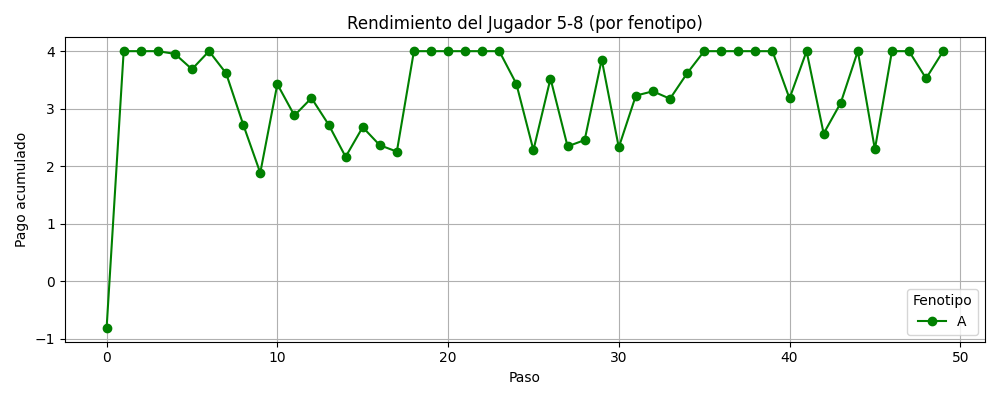 Rendimiento del Jugador 5-8 (por fenotipo)
Pago acumulado
4
3
2
1
0
−1
Fenotipo
A
0 10 20 30 40 50
Paso